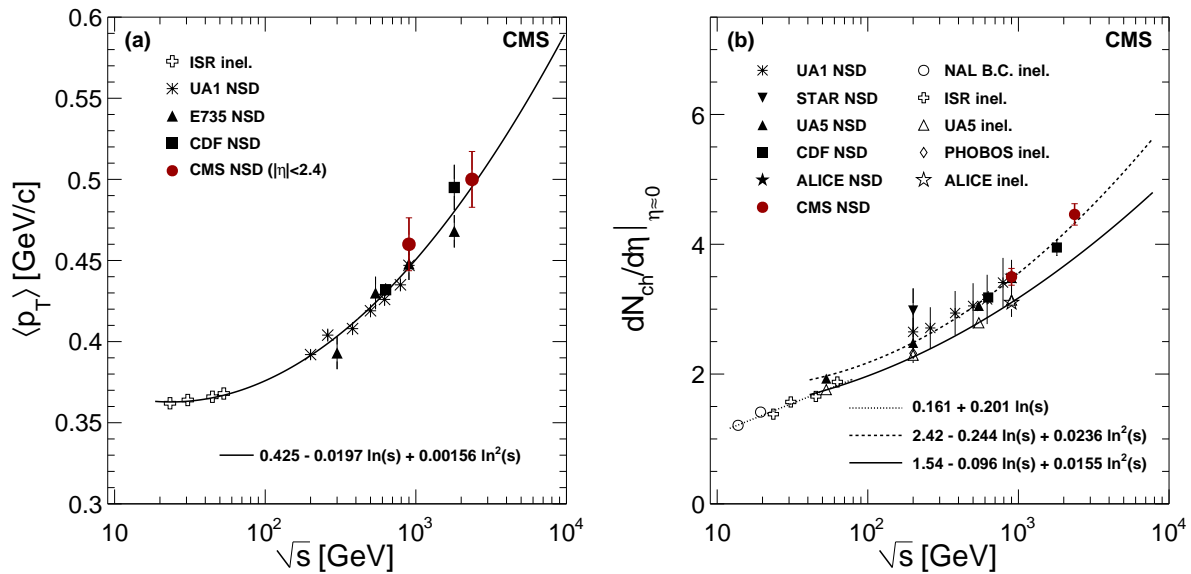 (a)
CMS
ISR inel.
UA1 NSD
E735 NSD
CDF NSD
CMS NSD (|η|<2.4)
0.425 - 0.0197 ln(s) + 0.00156 ln²(s)
⟨p_T⟩ [GeV/c]
0.6
0.55
0.5
0.45
0.4
0.35
0.3
10
10²
10³
10⁴
√s [GeV]
(b)
CMS
UA1 NSD
STAR NSD
UA5 NSD
CDF NSD
ALICE NSD
CMS NSD
NAL B.C. inel.
ISR inel.
UA5 inel.
PHOBOS inel.
ALICE inel.
0.161 + 0.201 ln(s)
2.42 - 0.244 ln(s) + 0.0236 ln²(s)
1.54 - 0.096 ln(s) + 0.0155 ln²(s)
dN_ch/dη|_η≈0
6
4
2
0
10
10²
10³
10⁴
√s [GeV]